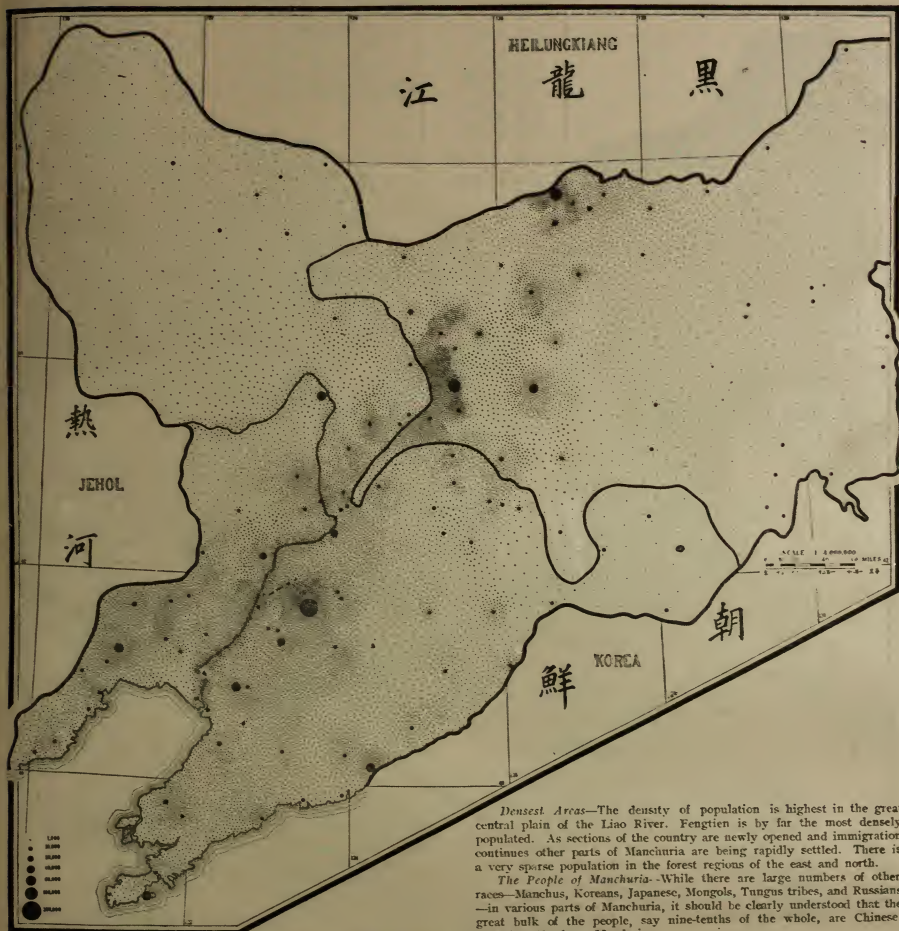 HEILUNGKIANG
江 龍 黑
熱
JEHOL
河
SCALE
MILES
朝
KOREA
鮮
Densest Areas—The density of population is highest in the grea
central plain of the Liao River. Fengtien is by far the most densely
populated. As sections of the country are newly opened and immigration
continues other parts of Manchuria are being rapidly settled. There is
a very sparse population in the forest regions of the east and north.
The People of Manchuria--While there are large numbers of other
races—Manchus, Koreans, Japanese, Mongols, Tungus tribes, and Russians
—in various parts of Manchuria, it should be clearly understood that the
great bulk of the people, say nine-tenths of the whole, are Chinese